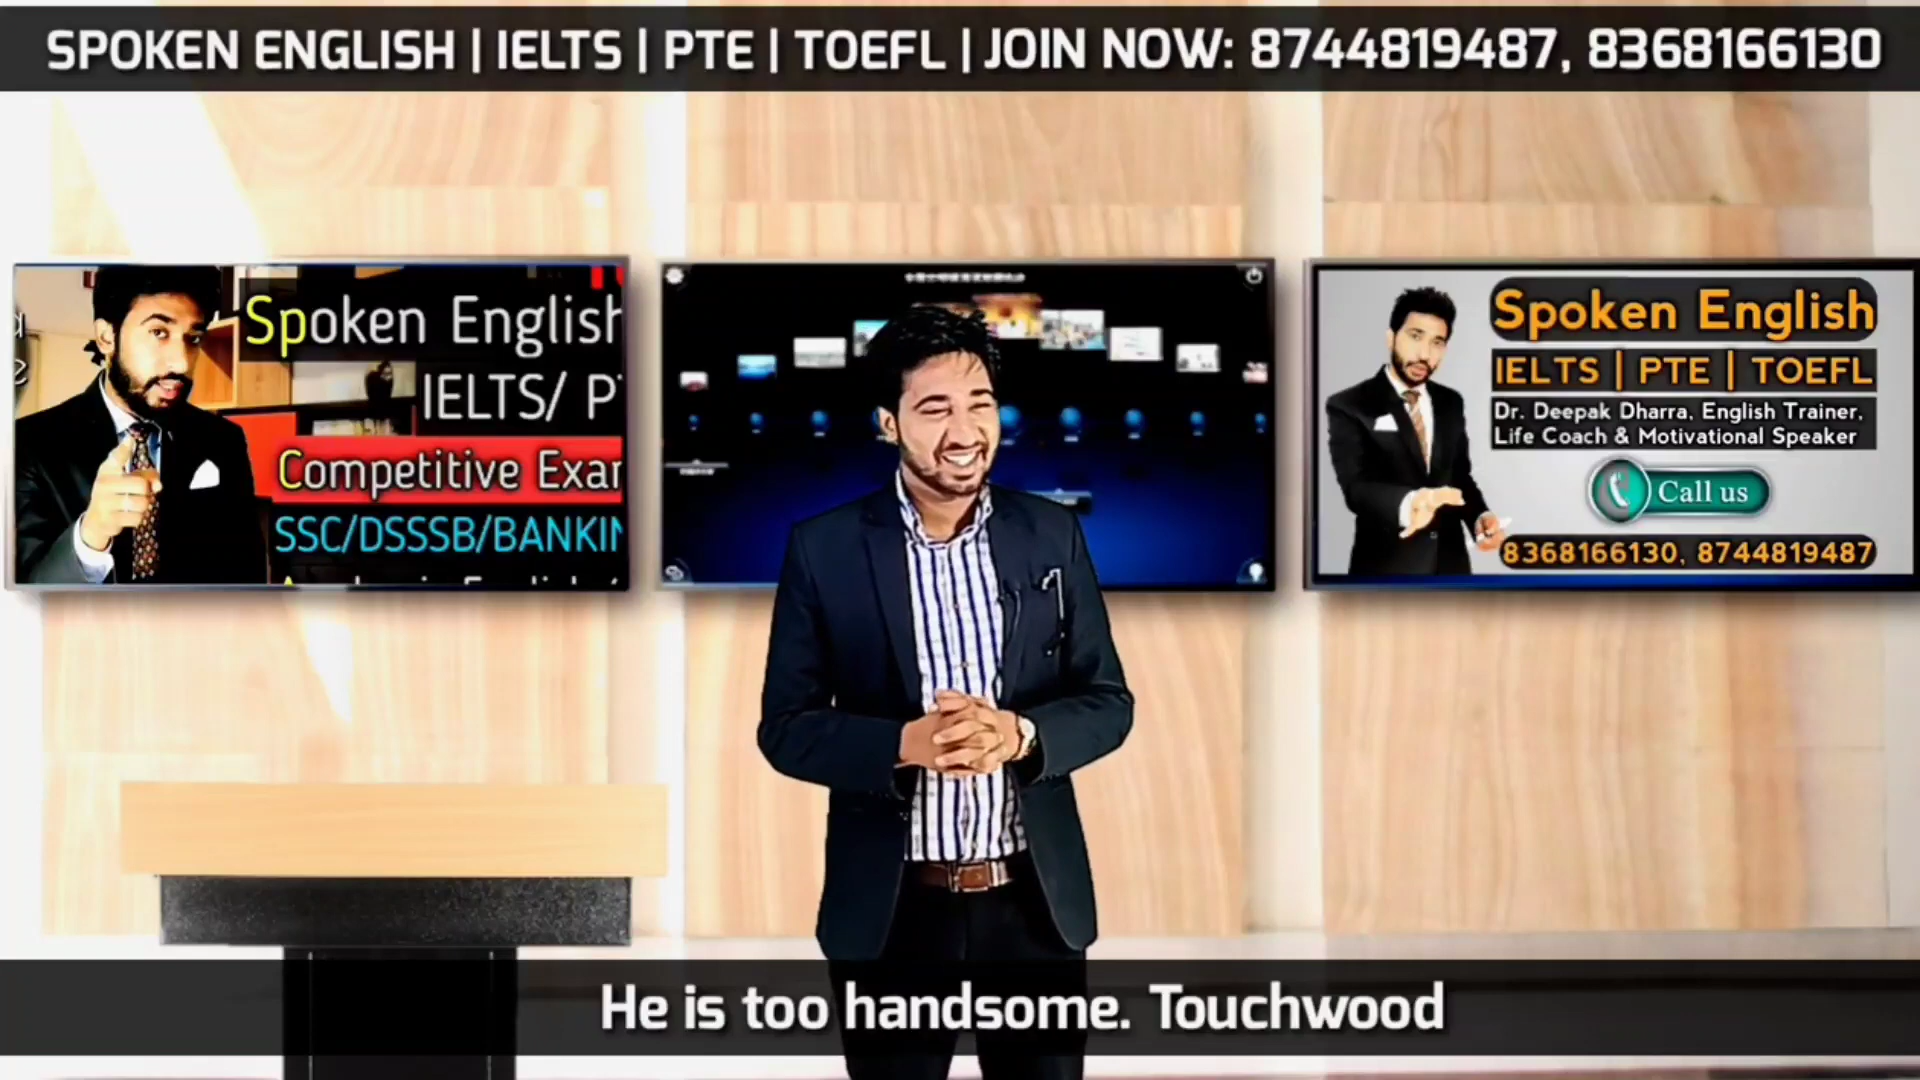 SPOKEN ENGLISH | IELTS | PTE | TOEFL | JOIN NOW: 8744819487, 8368166130
Spoken English
IELTS/ P
Competitive Exa
SSC/DSSSB/BANKI
Spoken English
IELTS | PTE | TOEFL
Dr. Deepak Dharra, English Trainer,
Life Coach & Motivational Speaker
Call us
8368166130, 8744819487
He is too handsome. Touchwood